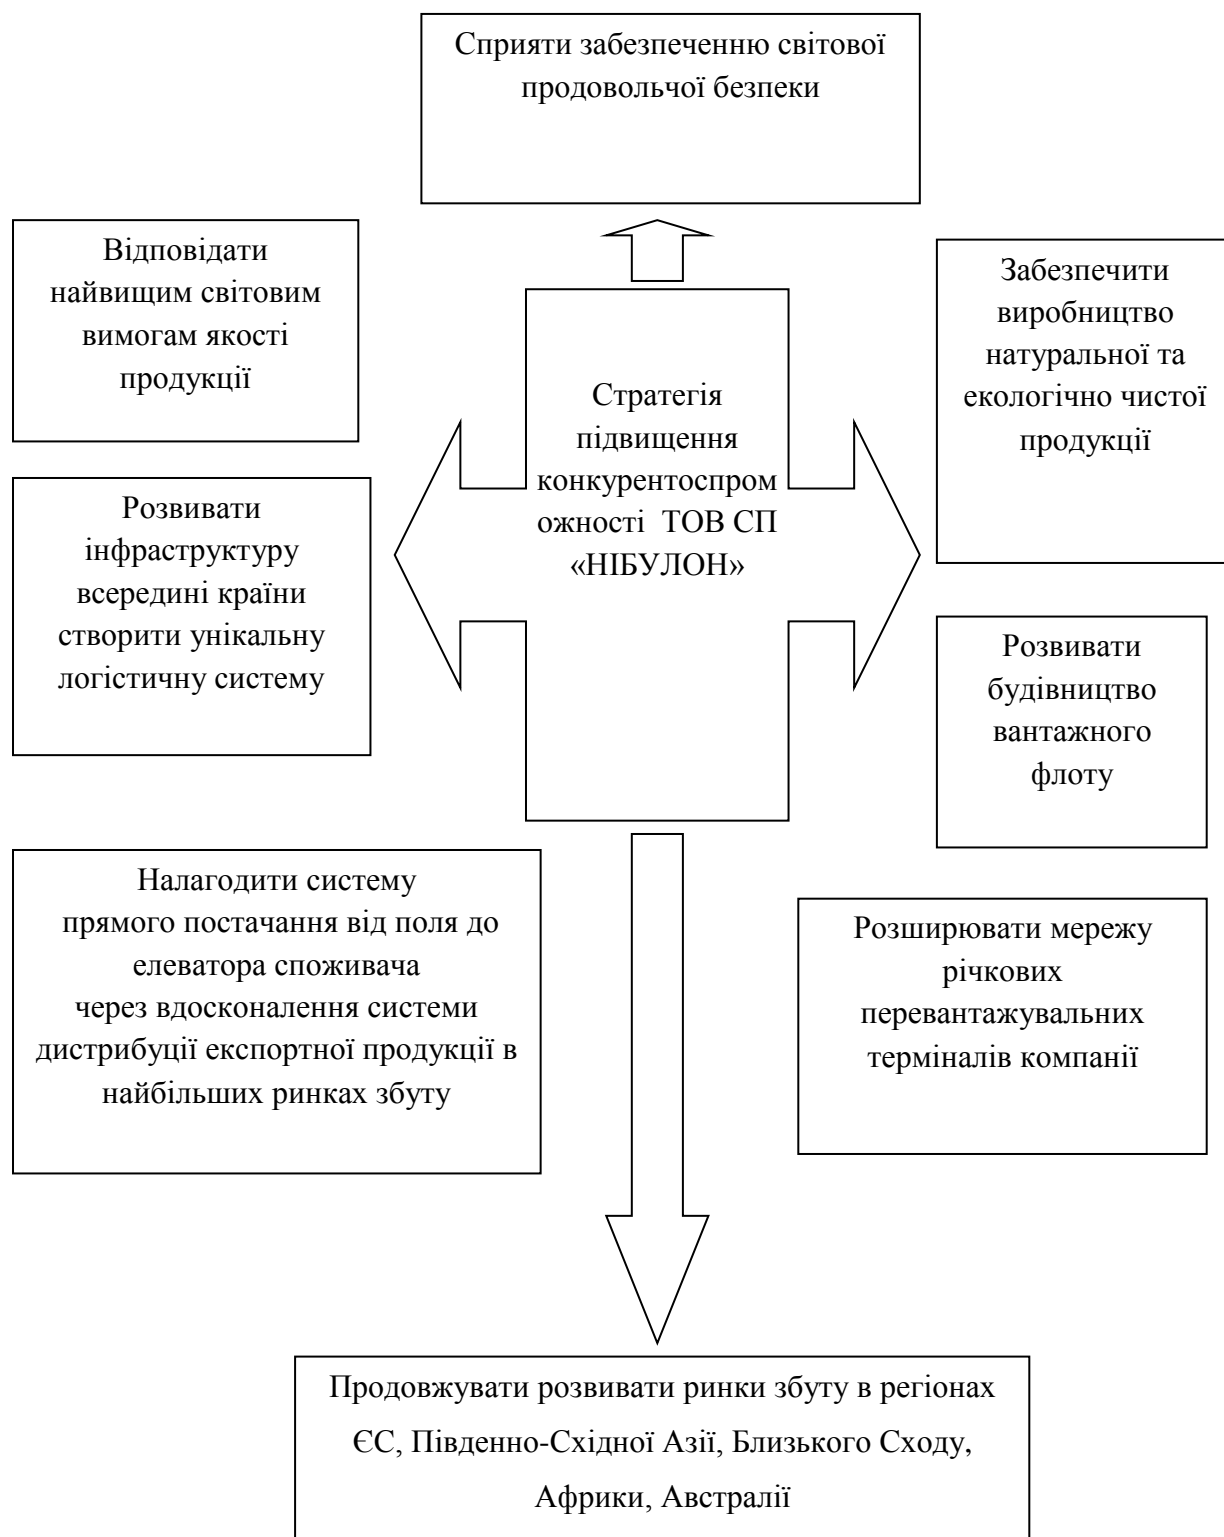 Сприяти забезпеченню світової
продовольчої безпеки
Відповідати
найвищим світовим
вимогам якості
продукції
Забезпечити
виробництво
натуральної та
екологічно чистої
продукції
Стратегія
підвищення
конкурентоспром
ожності ТОВ СП
«НІБУЛОН»
Розвивати
інфраструктуру
всередині країни
створити унікальну
логістичну систему
Розвивати
будівництво
вантажного
флоту
Налагодити систему
прямого постачання від поля до
елеватора споживача
через вдосконалення системи
дистрибуції експортної продукції в
найбільших ринках збуту
Розширювати мережу
річкових
перевантажувальних
терміналів компанії
Продовжувати розвивати ринки збуту в регіонах
ЄС, Південно-Східної Азії, Близького Сходу,
Африки, Австралії